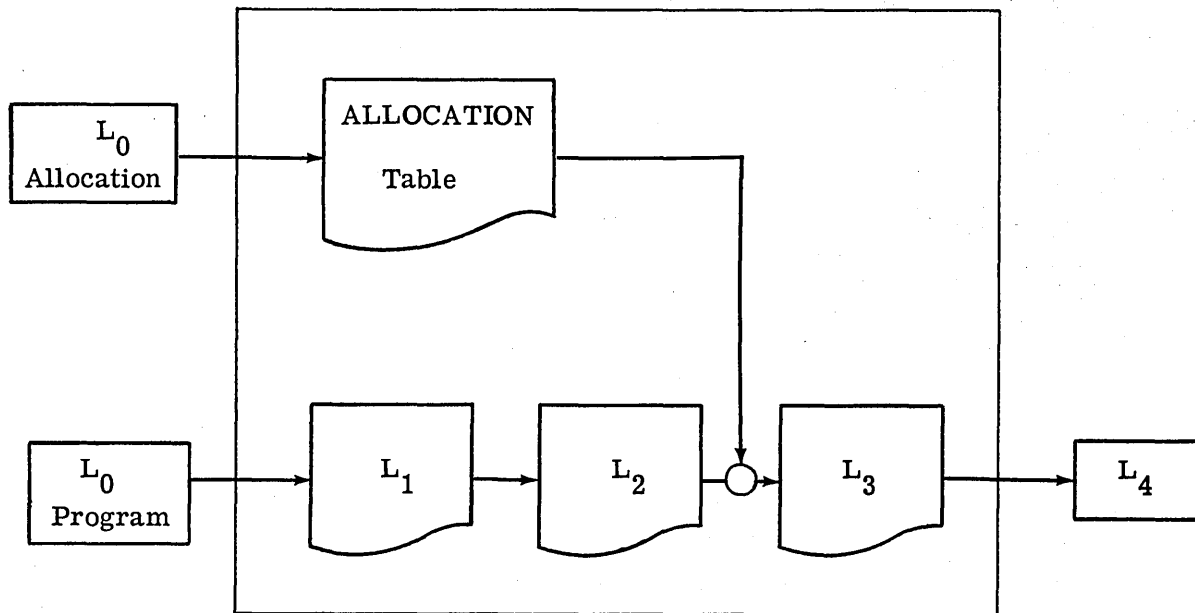 L0
Allocation
ALLOCATION
Table
L0
Program
L1
L2
L3
L4